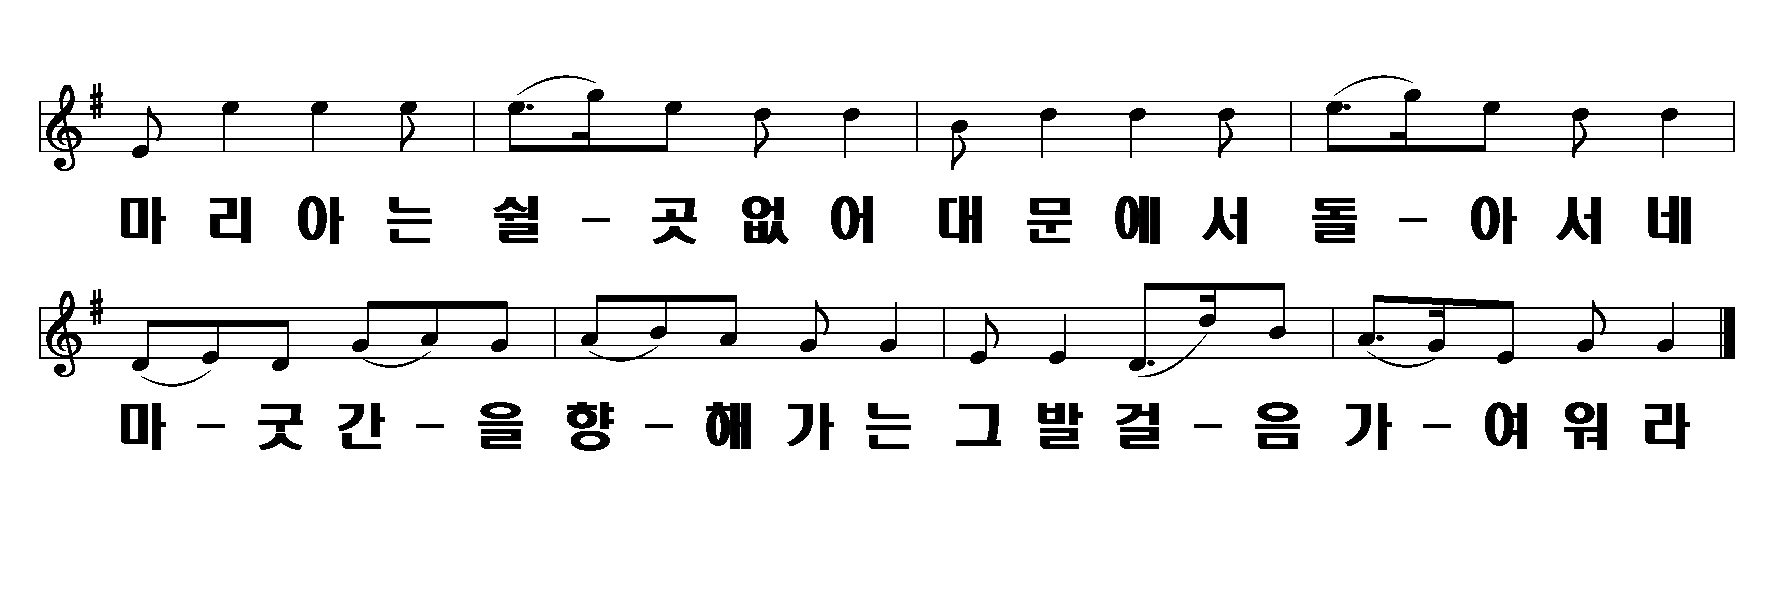 마 리 아 는 쉴 - 곳 없 어 대 문 에 서 돌 - 아 서 네
마 - 굿 간 - 을 향 - 해 가 는 그 발 걸 - 음 가 - 여 워 라